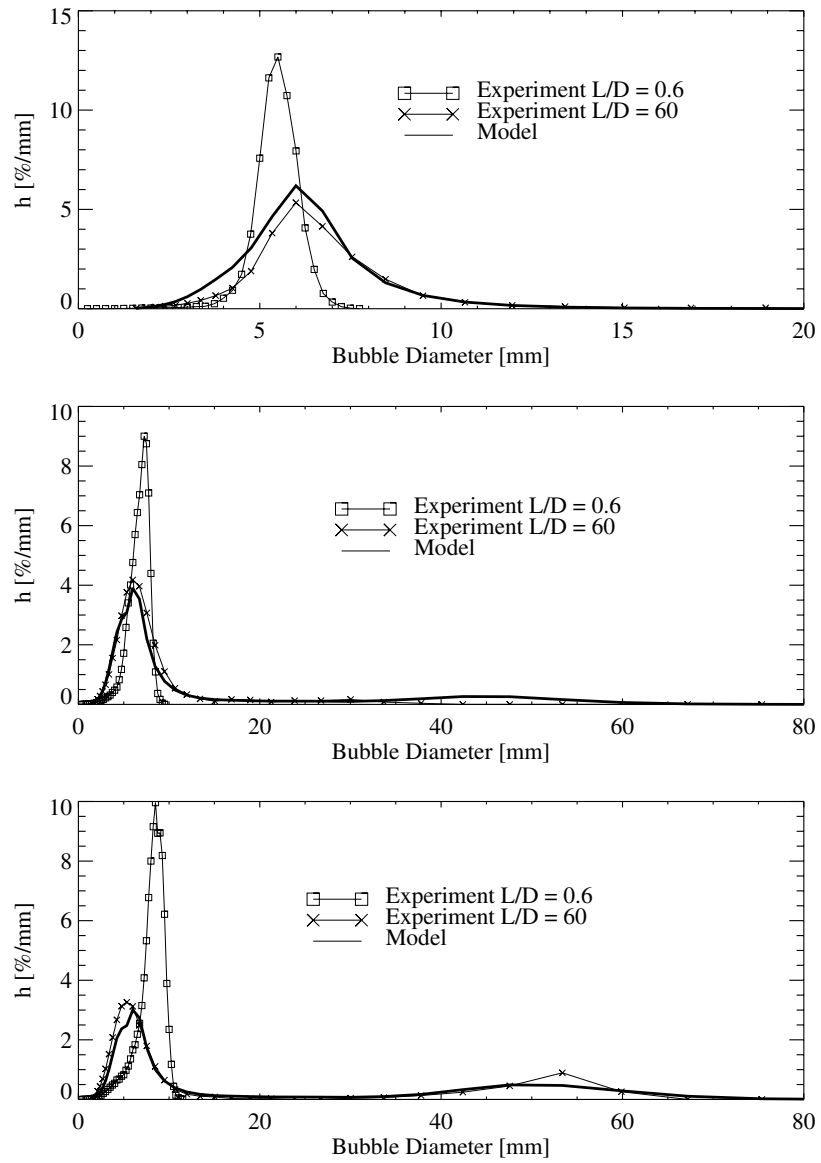 15
10
5
0
h [%/mm]
Experiment L/D = 0.6
Experiment L/D = 60
Model
0 5 10 15 20
Bubble Diameter [mm]
10
8
6
4
2
0
h [%/mm]
Experiment L/D = 0.6
Experiment L/D = 60
Model
0 20 40 60 80
Bubble Diameter [mm]
10
8
6
4
2
0
h [%/mm]
Experiment L/D = 0.6
Experiment L/D = 60
Model
0 20 40 60 80
Bubble Diameter [mm]